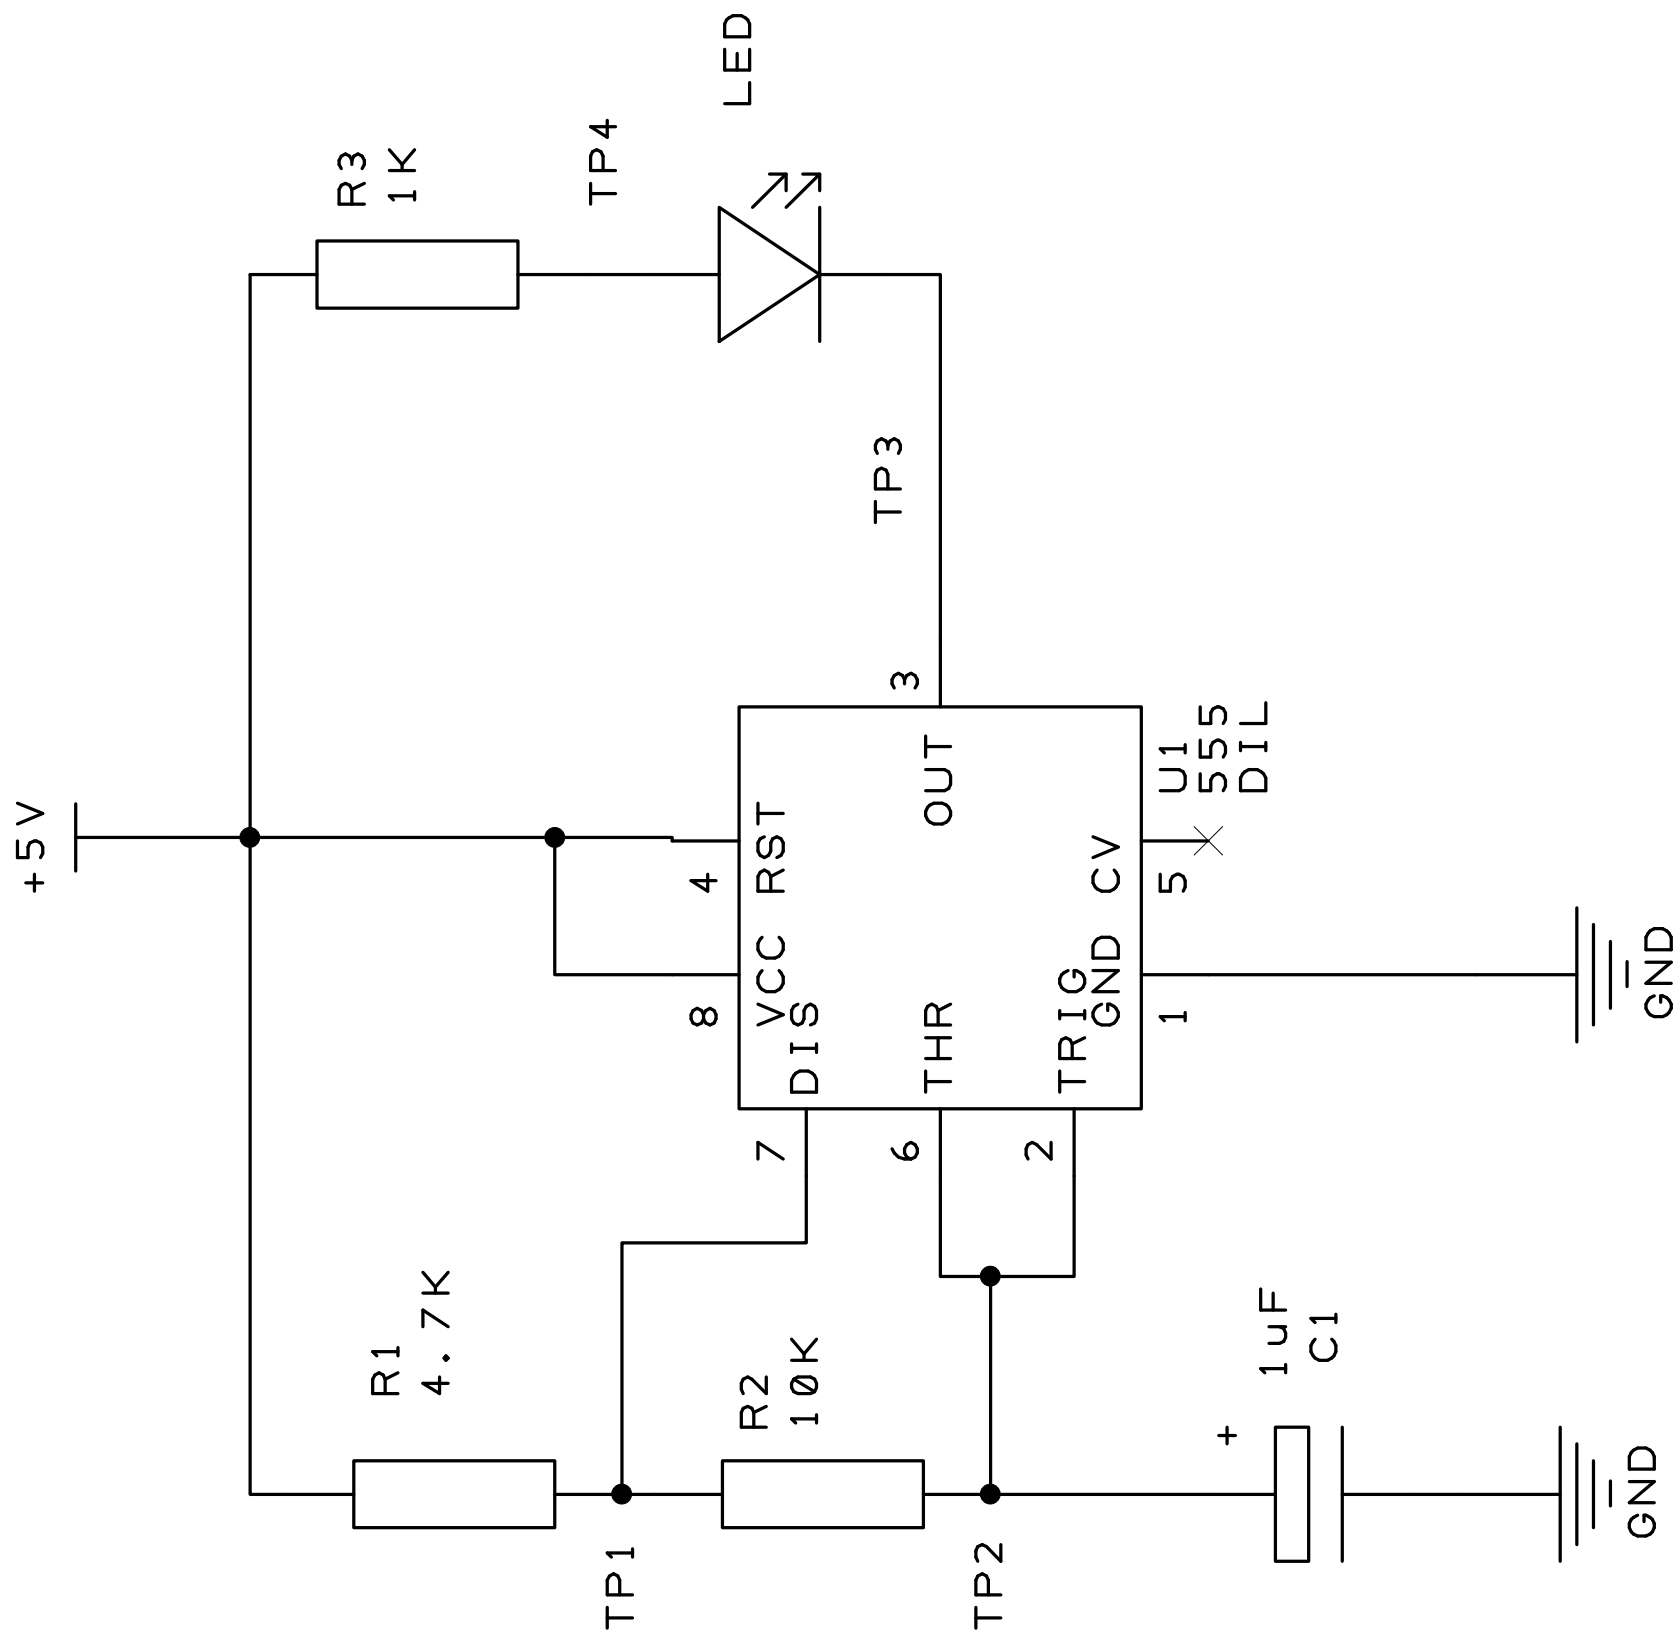 +5V
R1
4.7K
TP1
R2
10K
TP2
1uF
C1
+
GND
7
DIS
6
THR
2
TRIG
8
VCC
4
RST
3
OUT
1
GND
5
CV
U1
555
DIL
GND
TP3
R3
1K
TP4
LED